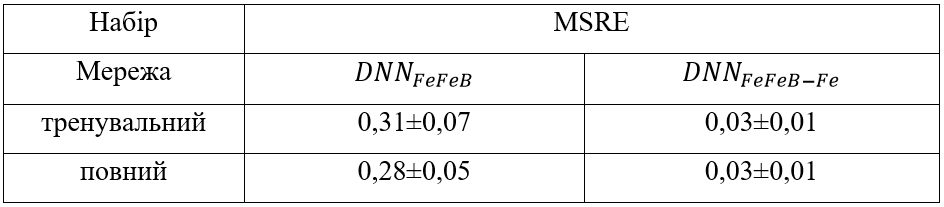 Набір MSRE
Мережа DNN_FeFeB DNN_FeFeB−Fe
тренувальний 0,31±0,07 0,03±0,01
повний 0,28±0,05 0,03±0,01